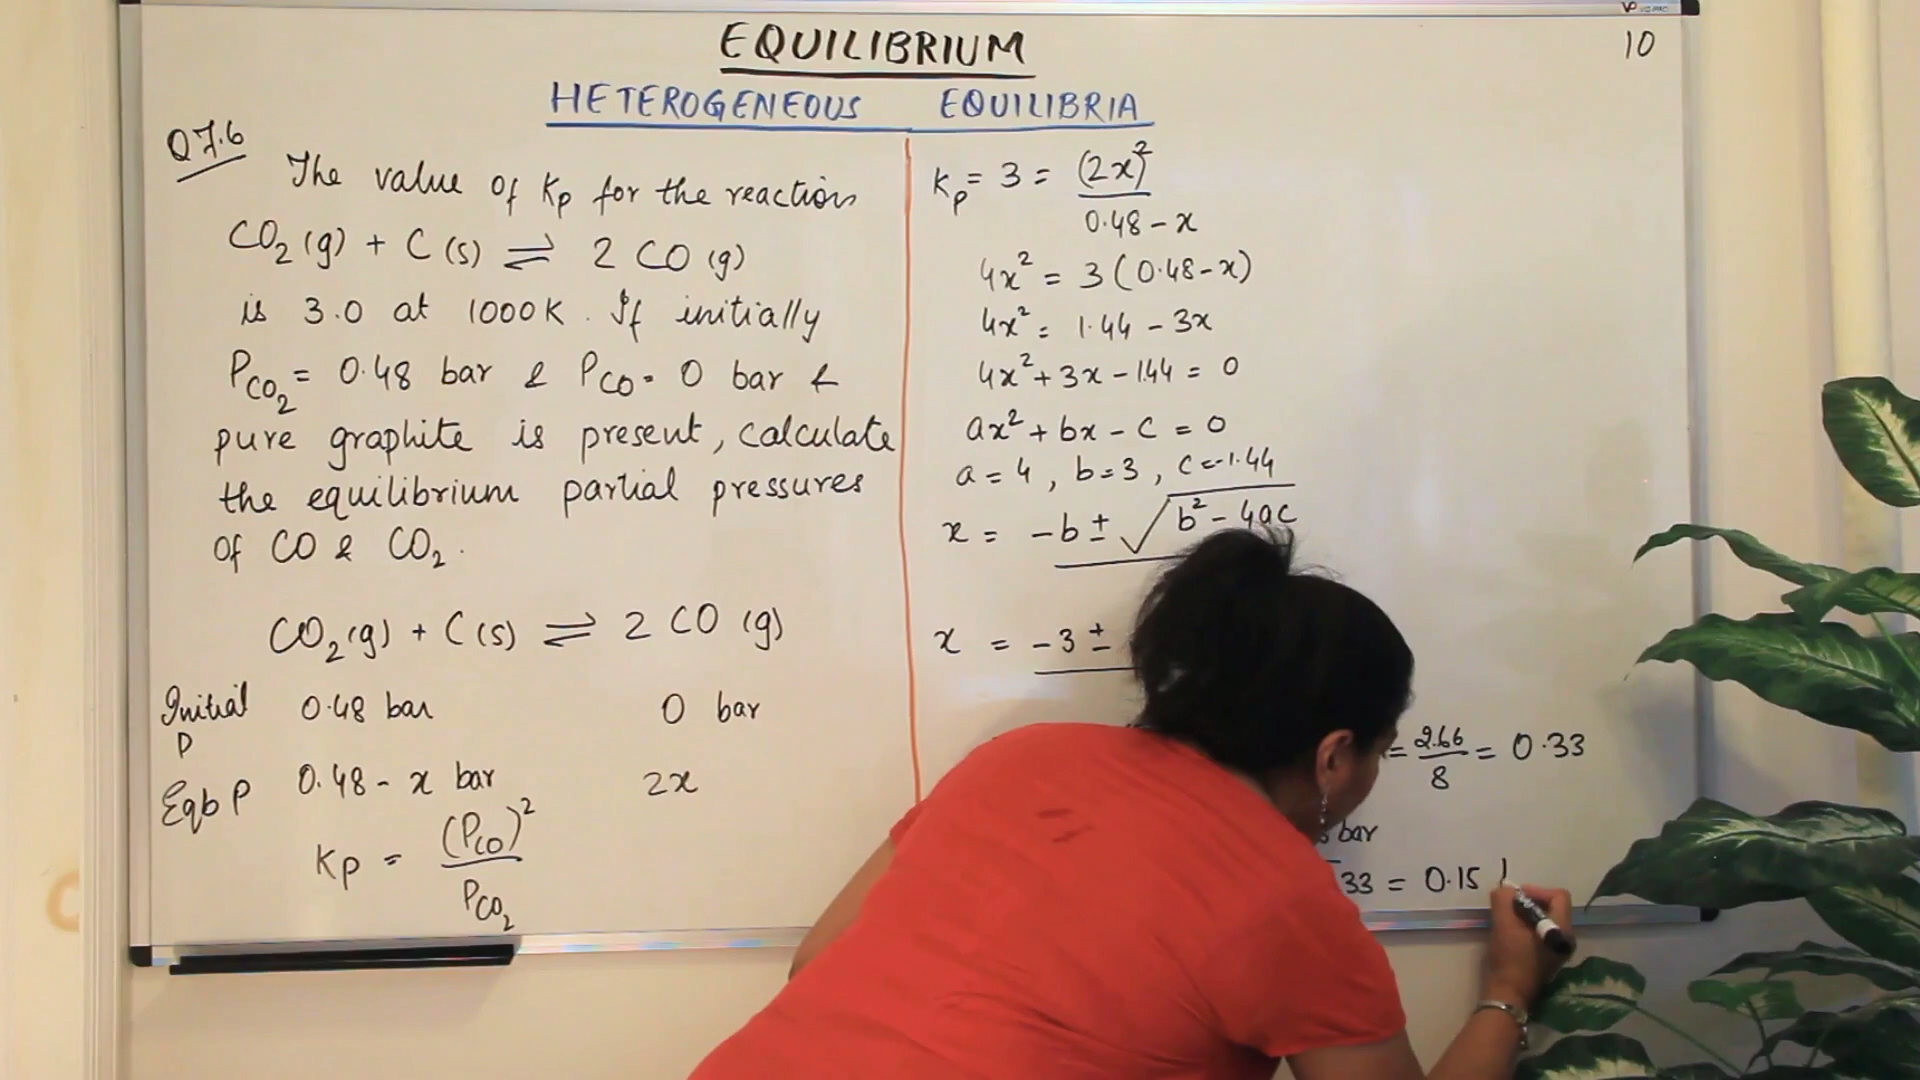 EQUILIBRIUM
10
HETEROGENEOUS EQUILIBRIA
Q7.6
The value of Kp for the reaction
CO₂(g) + C(s) ⇌ 2 CO (g)
is 3.0 at 1000K. If initially
P_CO₂ = 0.48 bar & P_CO = 0 bar &
pure graphite is present, calculate
the equilibrium partial pressures
of CO & CO₂.
CO₂(g) + C(s) ⇌ 2 CO (g)
Initial P 0.48 bar 0 bar
Eqb P 0.48 - x bar 2x
Kp = (P_CO)² / P_CO₂
Kp = 3 = (2x)² / 0.48 - x
4x² = 3(0.48-x)
4x² = 1.44 - 3x
4x² + 3x - 1.44 = 0
ax² + bx - c = 0
a = 4, b = 3, c = -1.44
x = -b ± √b² - 4ac
x = -3 ±
= 2.66 / 8 = 0.33
bar
33 = 0.15